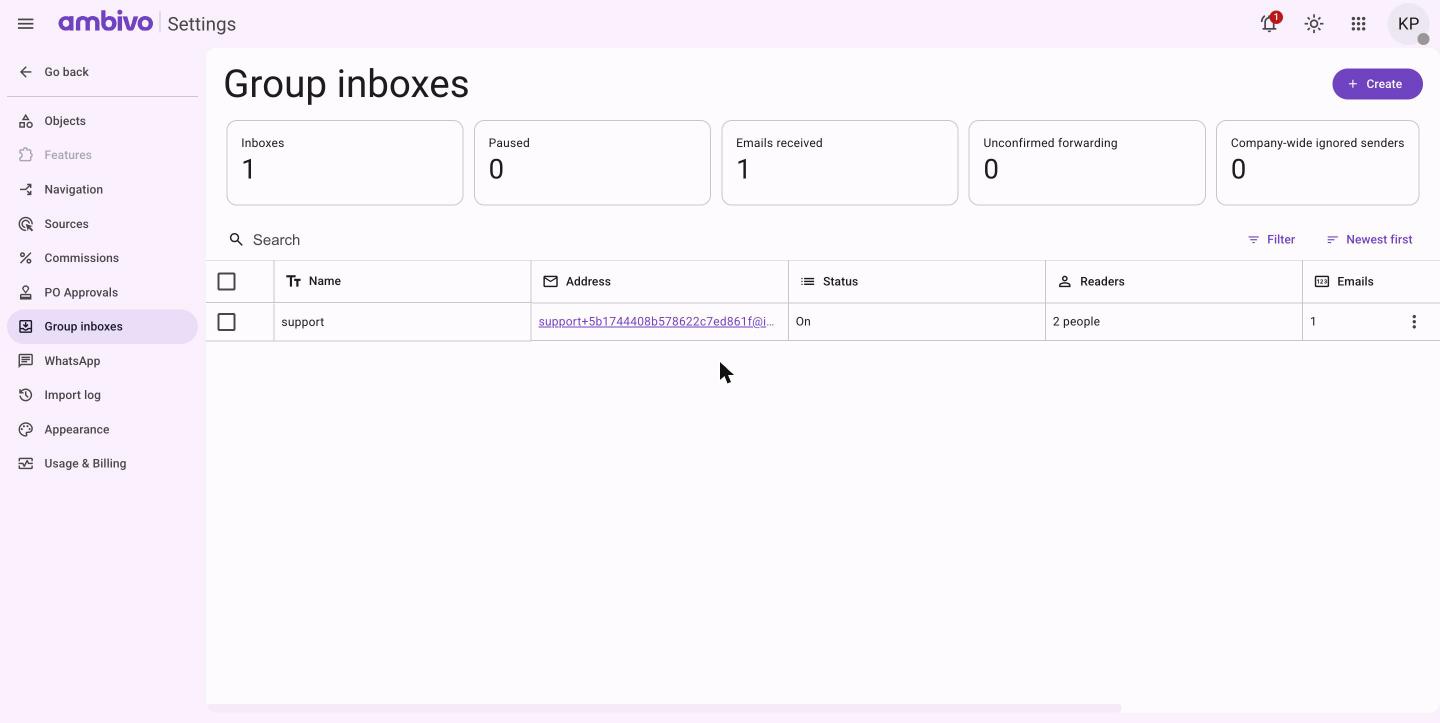 ambivo Settings
1
KP
Go back
Objects
Features
Navigation
Sources
Commissions
PO Approvals
Group inboxes
WhatsApp
Import log
Appearance
Usage & Billing
Group inboxes
+ Create
Inboxes
1
Paused
0
Emails received
1
Unconfirmed forwarding
0
Company-wide ignored senders
0
Search
Filter
Newest first
Name Address Status Readers 123 Emails
support support+5b1744408b578622c7ed861f@i... On 2 people 1